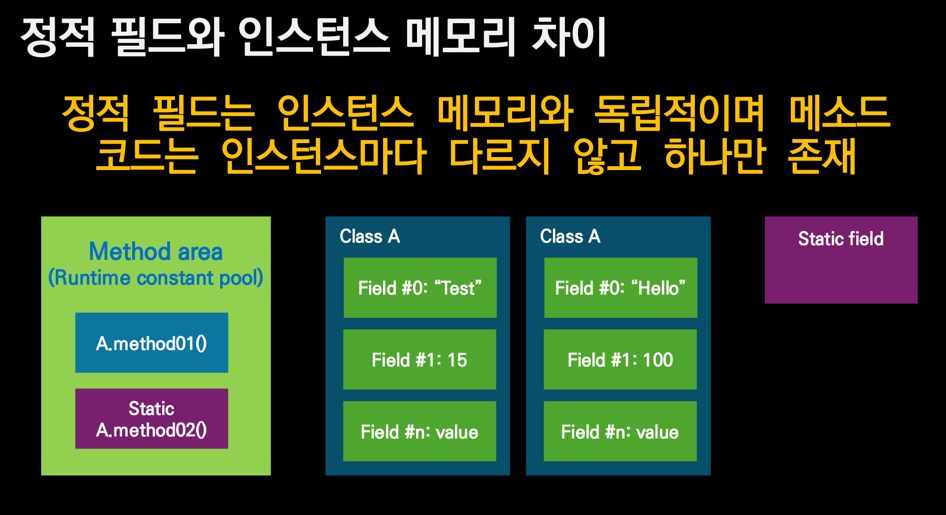 정적 필드와 인스턴스 메모리 차이
정적 필드는 인스턴스 메모리와 독립적이며 메소드
코드는 인스턴스마다 다르지 않고 하나만 존재
Method area
(Runtime constant pool)
A.method01()
Static
A.method02()
Class A
Field #0: “Test”
Field #1: 15
Field #n: value
Class A
Field #0: “Hello”
Field #1: 100
Field #n: value
Static field